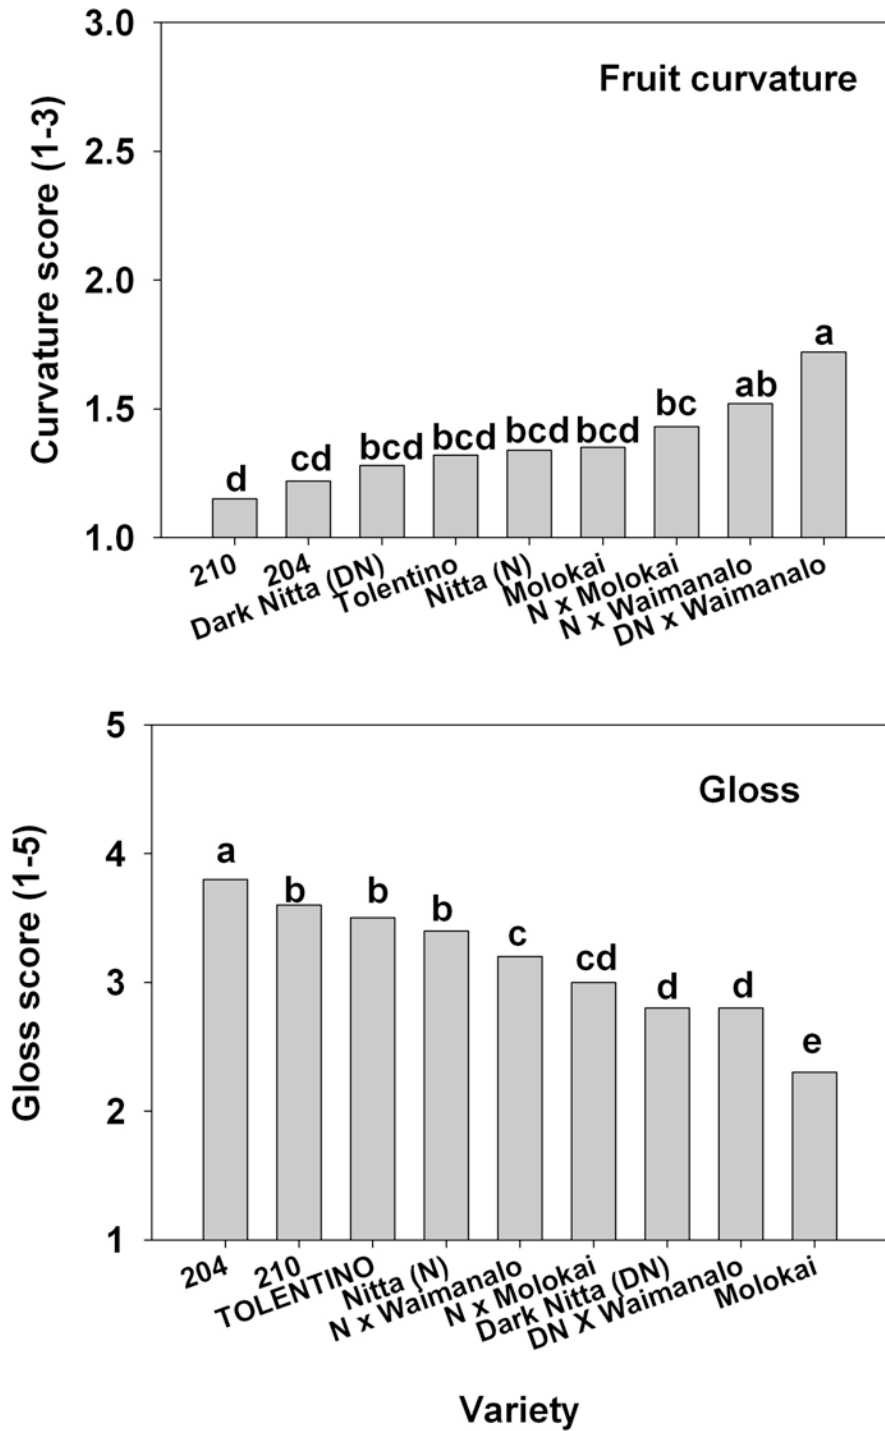 Fruit curvature
Curvature score (1-3)
3.0
2.5
2.0
1.5
1.0
d
cd
bcd
bcd
bcd
bcd
bc
ab
a
210
204
Dark Nitta (DN)
Tolentino
Nitta (N)
Molokai
N x Molokai
N x Waimanalo
DN x Waimanalo
Gloss
Gloss score (1-5)
5
4
3
2
1
a
b
b
b
c
cd
d
d
e
204
210
TOLENTINO
Nitta (N)
N x Waimanalo
N x Molokai
Dark Nitta (DN)
DN X Waimanalo
Molokai
Variety